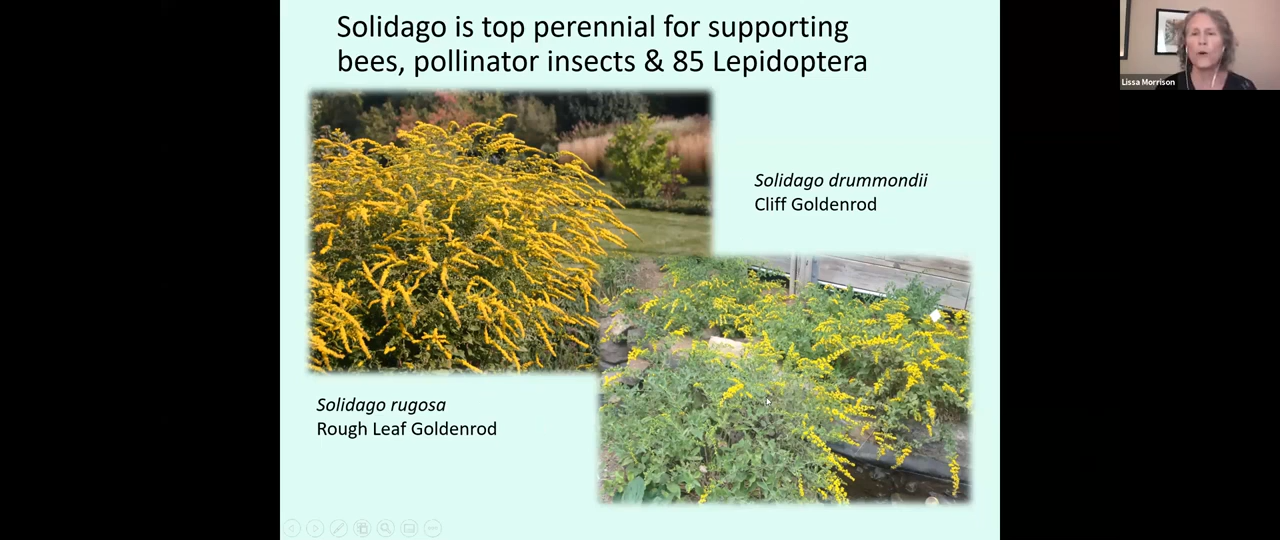 Solidago is top perennial for supporting
bees, pollinator insects & 85 Lepidoptera
Lissa Morrison
Solidago drummondii
Cliff Goldenrod
Solidago rugosa
Rough Leaf Goldenrod